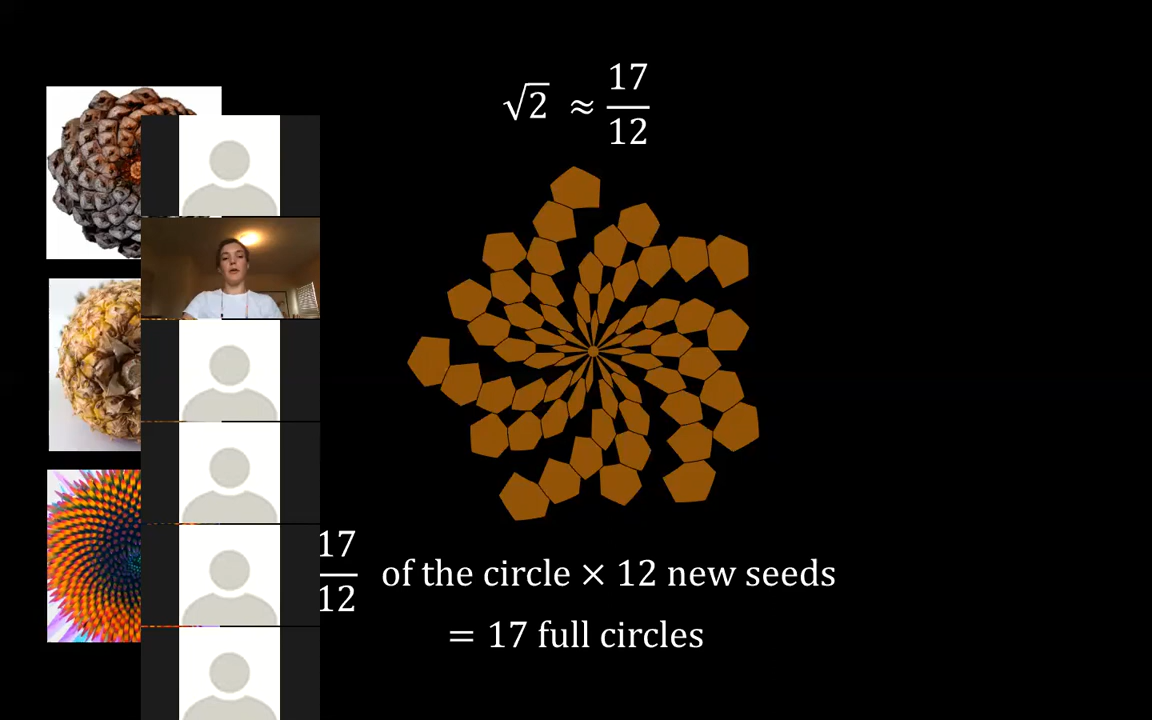 √2 ≈ 17/12
17/12 of the circle × 12 new seeds
= 17 full circles